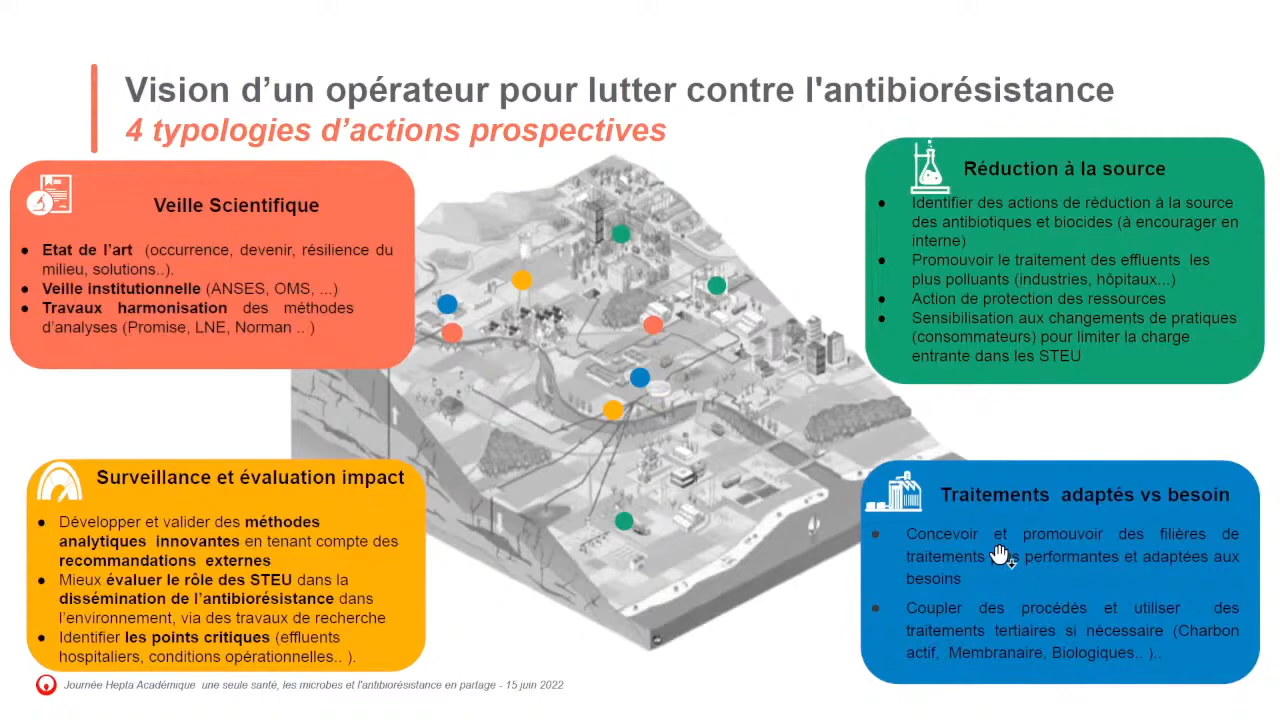 Vision d’un opérateur pour lutter contre l'antibiorésistance
4 typologies d’actions prospectives
Veille Scientifique
● Etat de l’art (occurrence, devenir, résilience du
milieu, solutions..).
● Veille institutionnelle (ANSES, OMS, ...)
● Travaux harmonisation des méthodes
d’analyses (Promise, LNE, Norman .. )
Réduction à la source
● Identifier des actions de réduction à la source
des antibiotiques et biocides (à encourager en
interne)
● Promouvoir le traitement des effluents les
plus polluants (industries, hôpitaux...)
● Action de protection des ressources
● Sensibilisation aux changements de pratiques
(consommateurs) pour limiter la charge
entrante dans les STEU
Surveillance et évaluation impact
● Développer et valider des méthodes
analytiques innovantes en tenant compte des
recommandations externes
● Mieux évaluer le rôle des STEU dans la
dissémination de l’antibiorésistance dans
l’environnement, via des travaux de recherche
● Identifier les points critiques (effluents
hospitaliers, conditions opérationnelles.. ).
Traitements adaptés vs besoin
● Concevoir et promouvoir des filières de
traitements performantes et adaptées aux
besoins
● Coupler des procédés et utiliser des
traitements tertiaires si nécessaire (Charbon
actif, Membranaire, Biologiques.. )..
Journée Hepta Académique une seule santé, les microbes et l'antibiorésistance en partage - 15 juin 2022